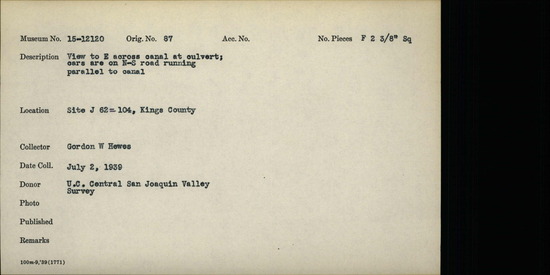 Museum No. 15-12120 Orig. No. 87 Acc. No. No. Pieces F 2 3/8" Sq
Description View to E across canal at culvert;
cars are on N-S road running
parallel to canal
Location Site J 62=104, Kings County
Collector Gordon W Hewes
Date Coll. July 2, 1939
Donor U.C. Central San Joaquin Valley
Survey
Photo
Published
Remarks
100m-9,'39(1771)